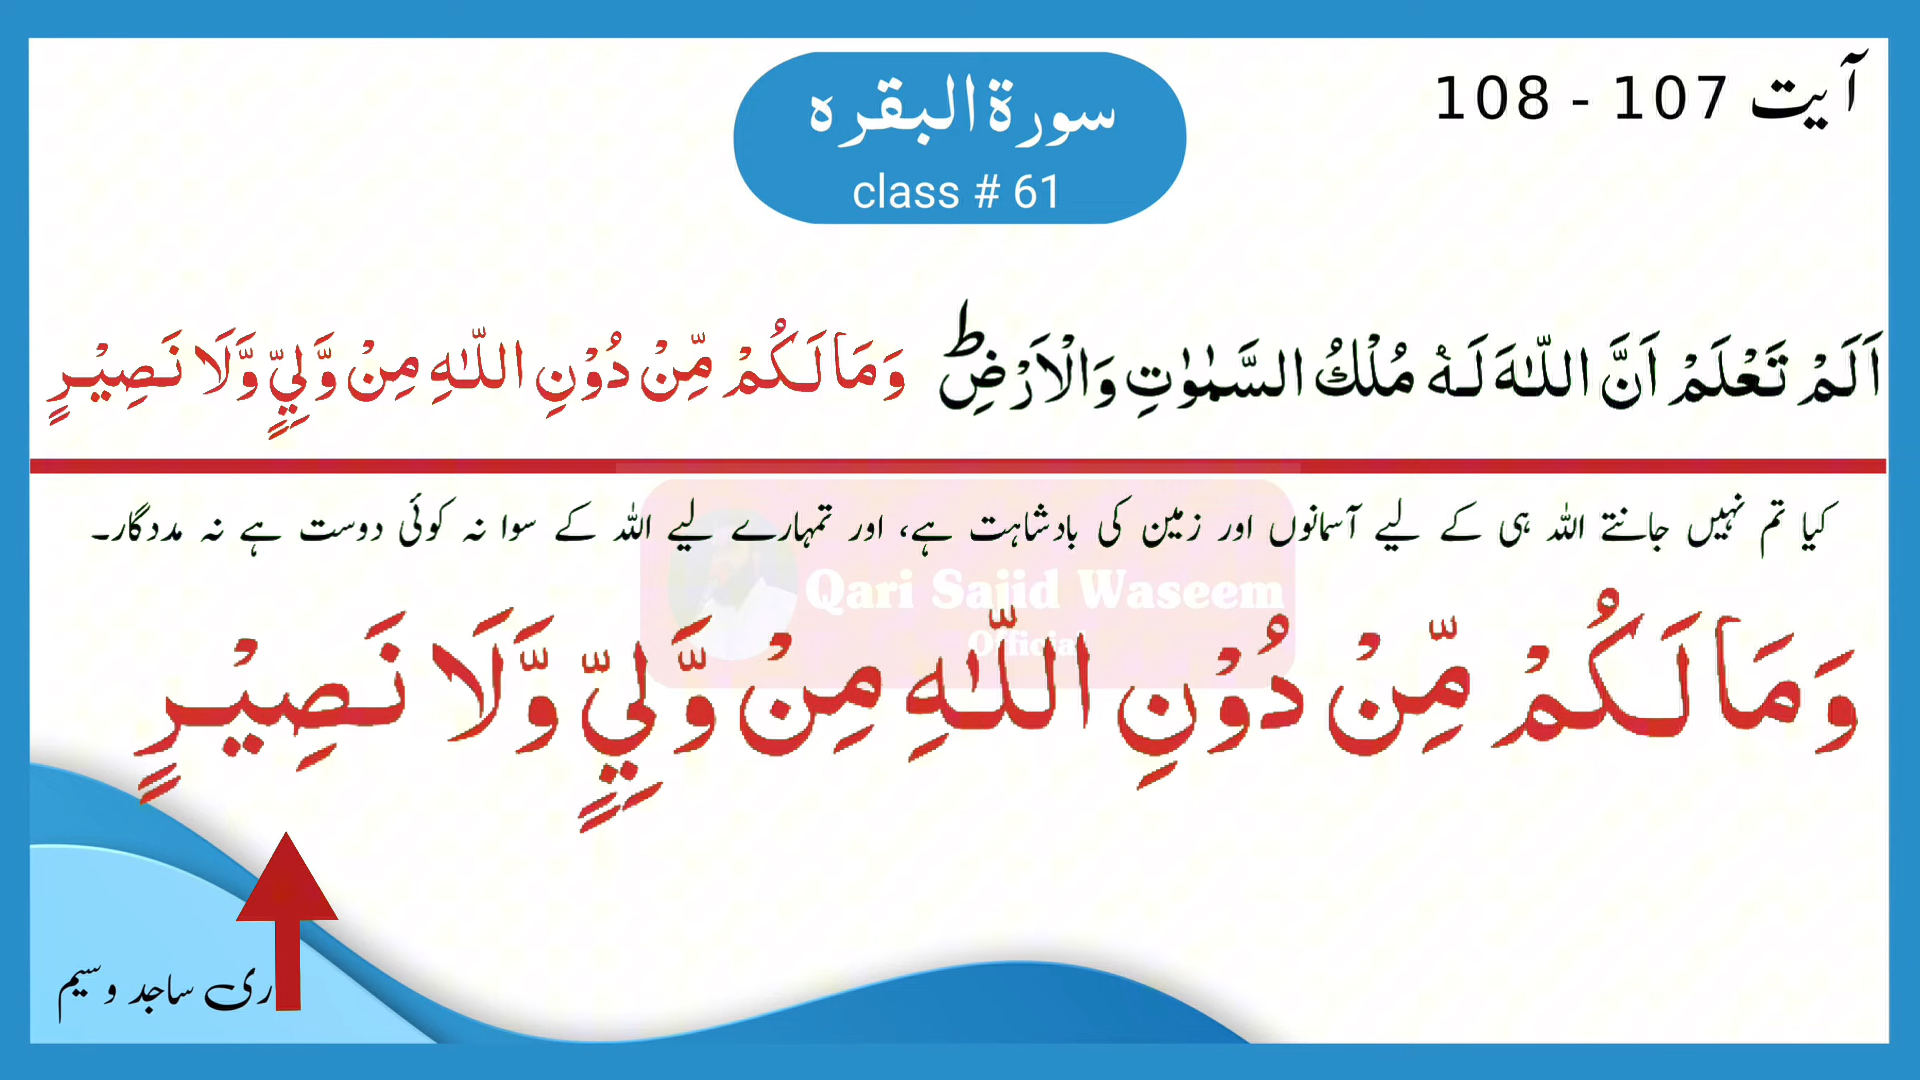 آیت 107 - 108
سورۃ البقرہ
class # 61
اَلَمْ تَعْلَمْ اَنَّ اللّٰهَ لَهٗ مُلْكُ السَّمٰوٰتِ وَالْاَرْضِ ؕ وَمَا لَكُمْ مِّنْ دُوْنِ اللّٰهِ مِنْ وَّلِيٍّ وَّلَا نَصِيْرٍ
کیا تم نہیں جانتے اللہ ہی کے لیے آسمانوں اور زمین کی بادشاہت ہے، اور تمہارے لیے اللہ کے سوا نہ کوئی دوست ہے نہ مددگار۔
Qari Sajid Waseem
Official
وَمَا لَكُمْ مِّنْ دُوْنِ اللّٰهِ مِنْ وَّلِيٍّ وَّلَا نَصِيْرٍ
ری ساجد وسیم